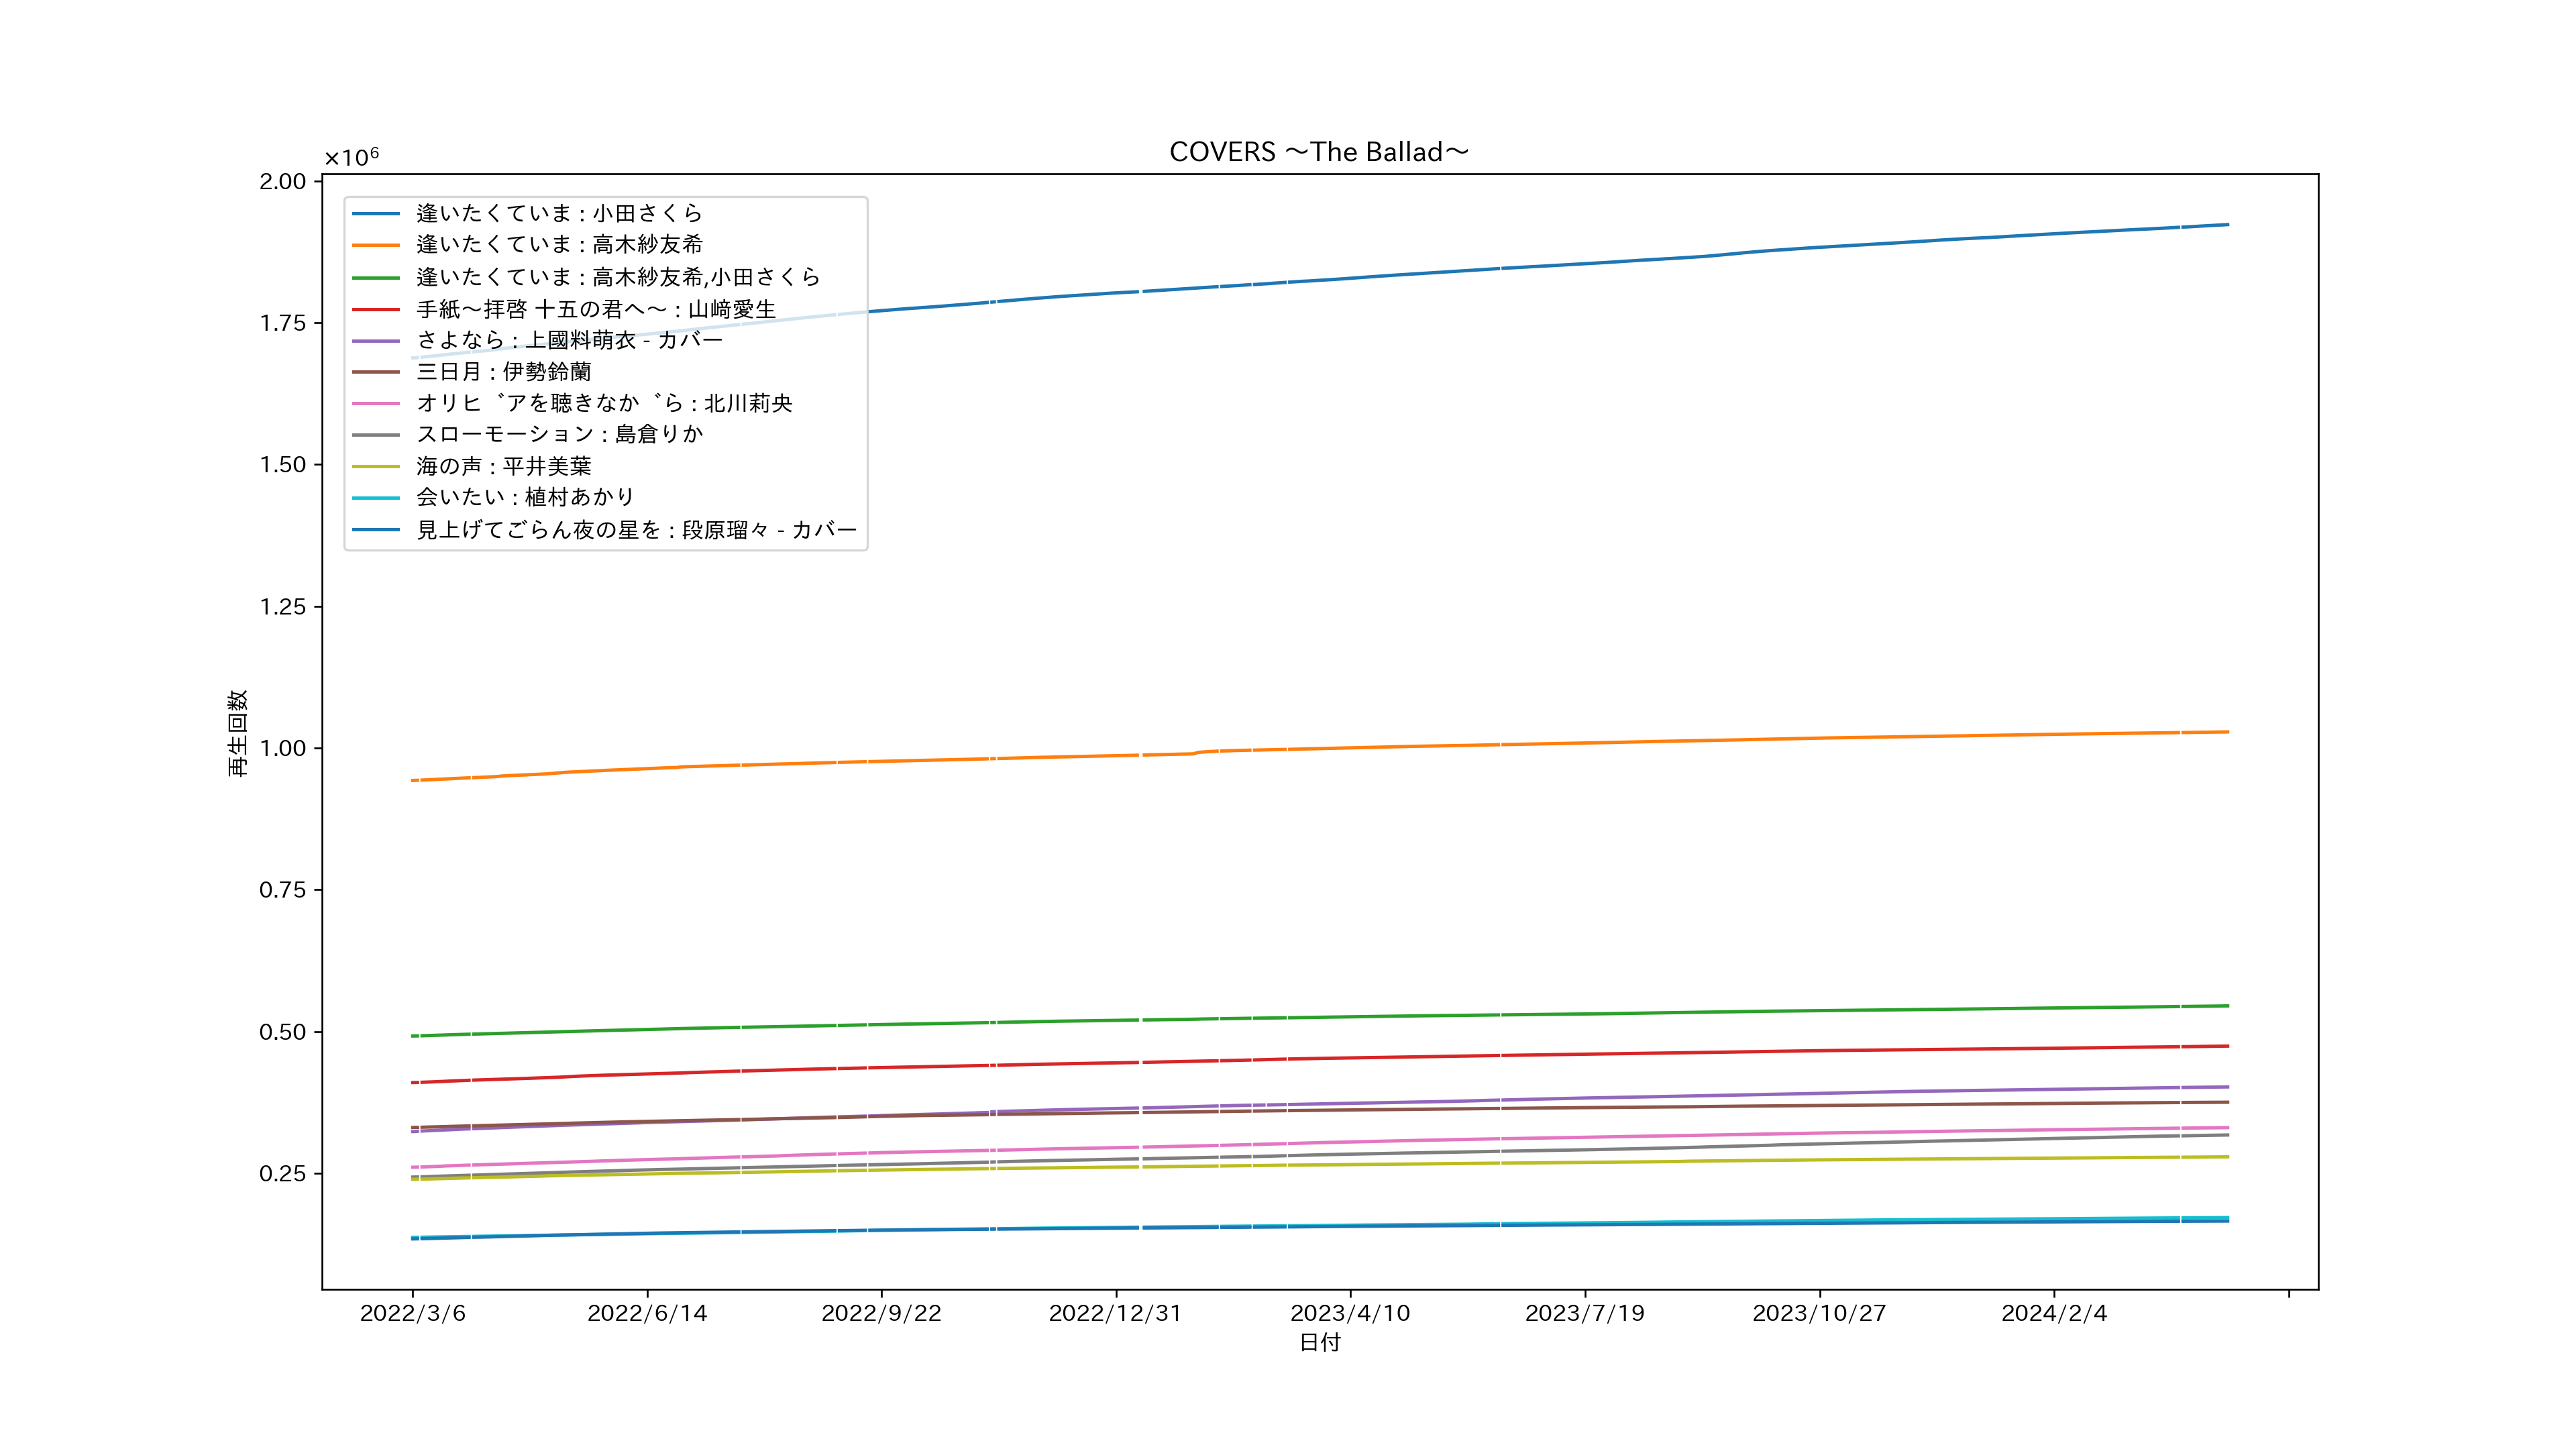 COVERS ～The Ballad～
×10⁶
2.00
1.75
1.50
1.25
1.00
0.75
0.50
0.25
再生回数
逢いたくていま : 小田さくら
逢いたくていま : 高木紗友希
逢いたくていま : 高木紗友希,小田さくら
手紙～拝啓 十五の君へ～ : 山﨑愛生
さよなら : 上國料萌衣 - カバー
三日月 : 伊勢鈴蘭
オリヒ゛アを聴きなか゛ら : 北川莉央
スローモーション : 島倉りか
海の声 : 平井美葉
会いたい : 植村あかり
見上げてごらん夜の星を : 段原瑠々 - カバー
2022/3/6 2022/6/14 2022/9/22 2022/12/31 2023/4/10 2023/7/19 2023/10/27 2024/2/4
日付